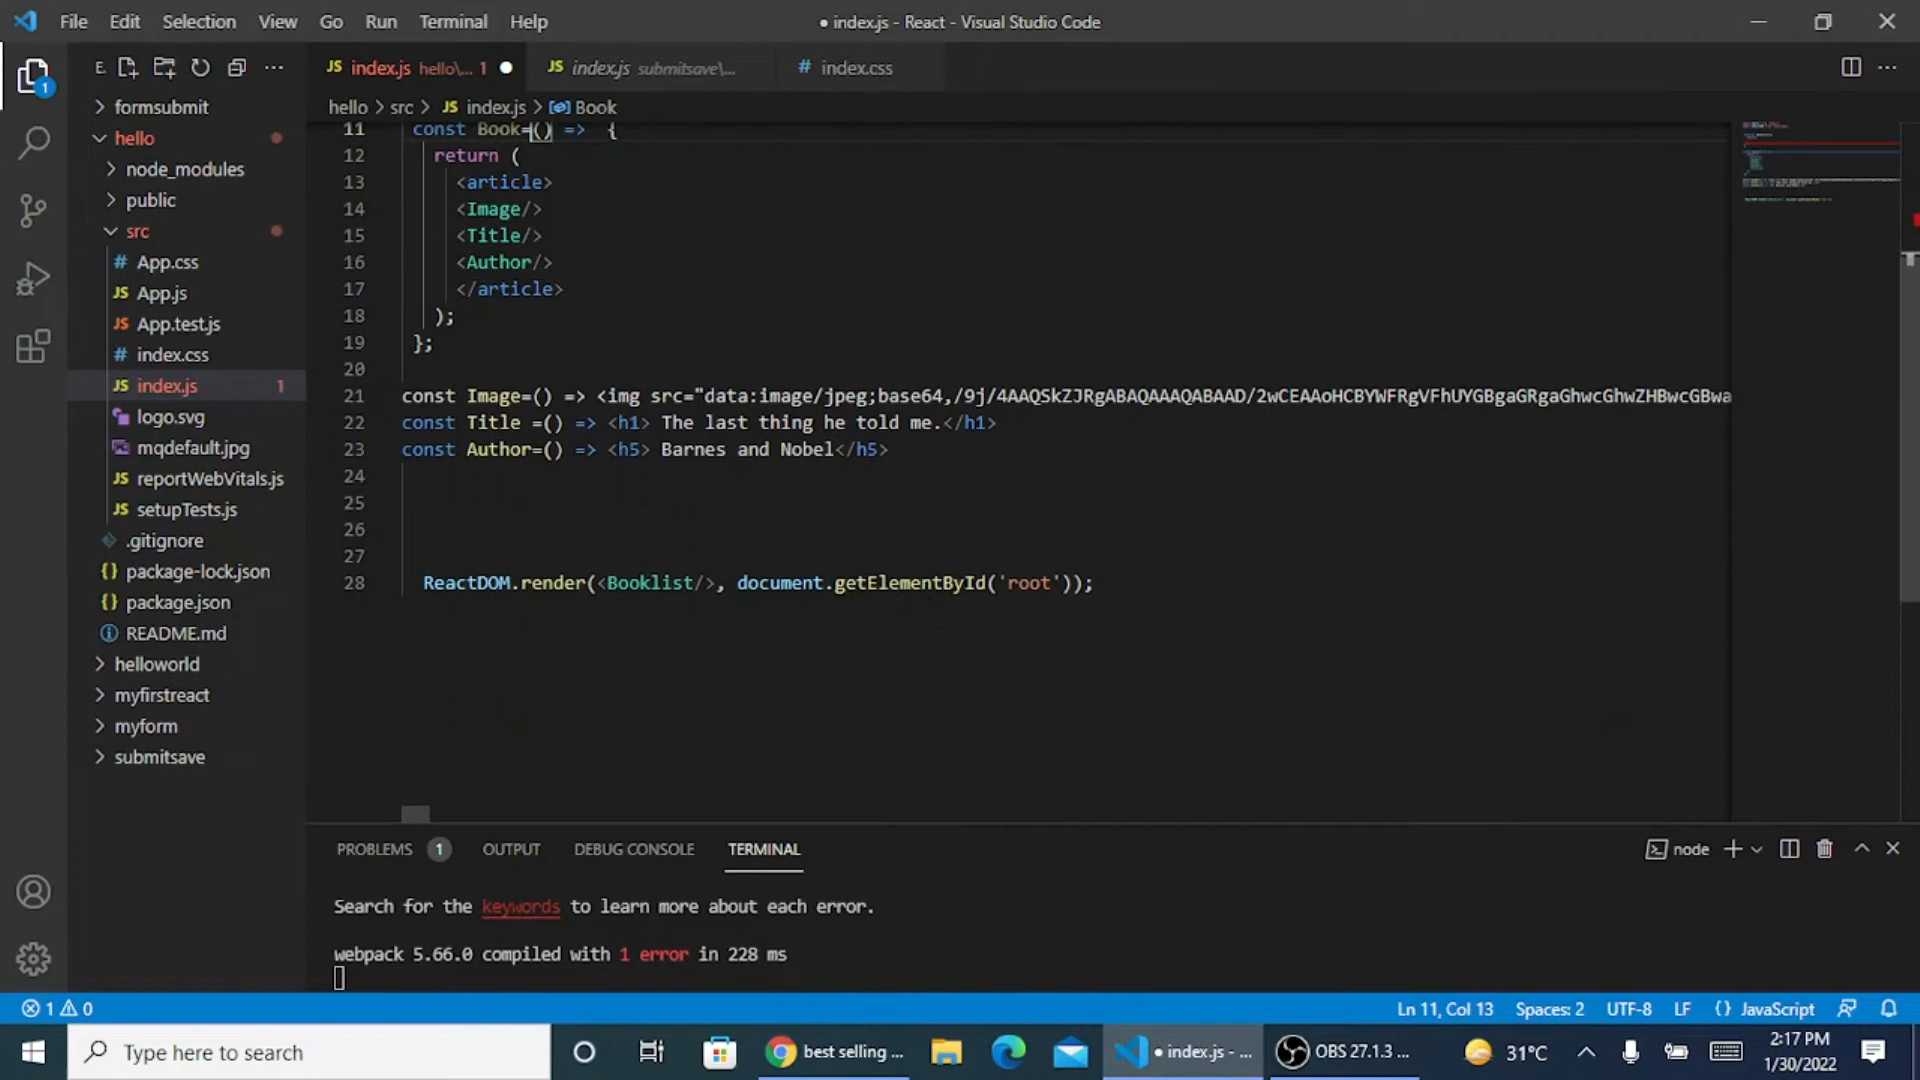 File Edit Selection View Go Run Terminal Help
● index.js - React - Visual Studio Code
E
JS index.js hello\... 1 ●
JS index.js submitsave\...
# index.css
hello > src > JS index.js > Book
1
formsubmit
hello
node_modules
public
src
# App.css
JS App.js
JS App.test.js
# index.css
JS index.js 1
logo.svg
mqdefault.jpg
JS reportWebVitals.js
JS setupTests.js
.gitignore
{} package-lock.json
{} package.json
README.md
helloworld
myfirstreact
myform
submitsave
11 const Book=() => {
12 return (
13 <article>
14 <Image/>
15 <Title/>
16 <Author/>
17 </article>
18 );
19 };
20
21 const Image=() => <img src="data:image/jpeg;base64,/9j/4AAQSkZJRgABAQAAAQABAAD/2wCEAAoHCBYWFRgVFhUYGBgaGRgaGhwcGhwZHBwcGBwa
22 const Title =() => <h1> The last thing he told me.</h1>
23 const Author=() => <h5> Barnes and Nobel</h5>
24
25
26
27
28 ReactDOM.render(<Booklist/>, document.getElementById('root'));
PROBLEMS 1 OUTPUT DEBUG CONSOLE TERMINAL
node
Search for the keywords to learn more about each error.
webpack 5.66.0 compiled with 1 error in 228 ms
1 0
Ln 11, Col 13 Spaces: 2 UTF-8 LF {} JavaScript
Type here to search
best selling ...
● index.js - ...
OBS 27.1.3 ...
31°C
2:17 PM
1/30/2022